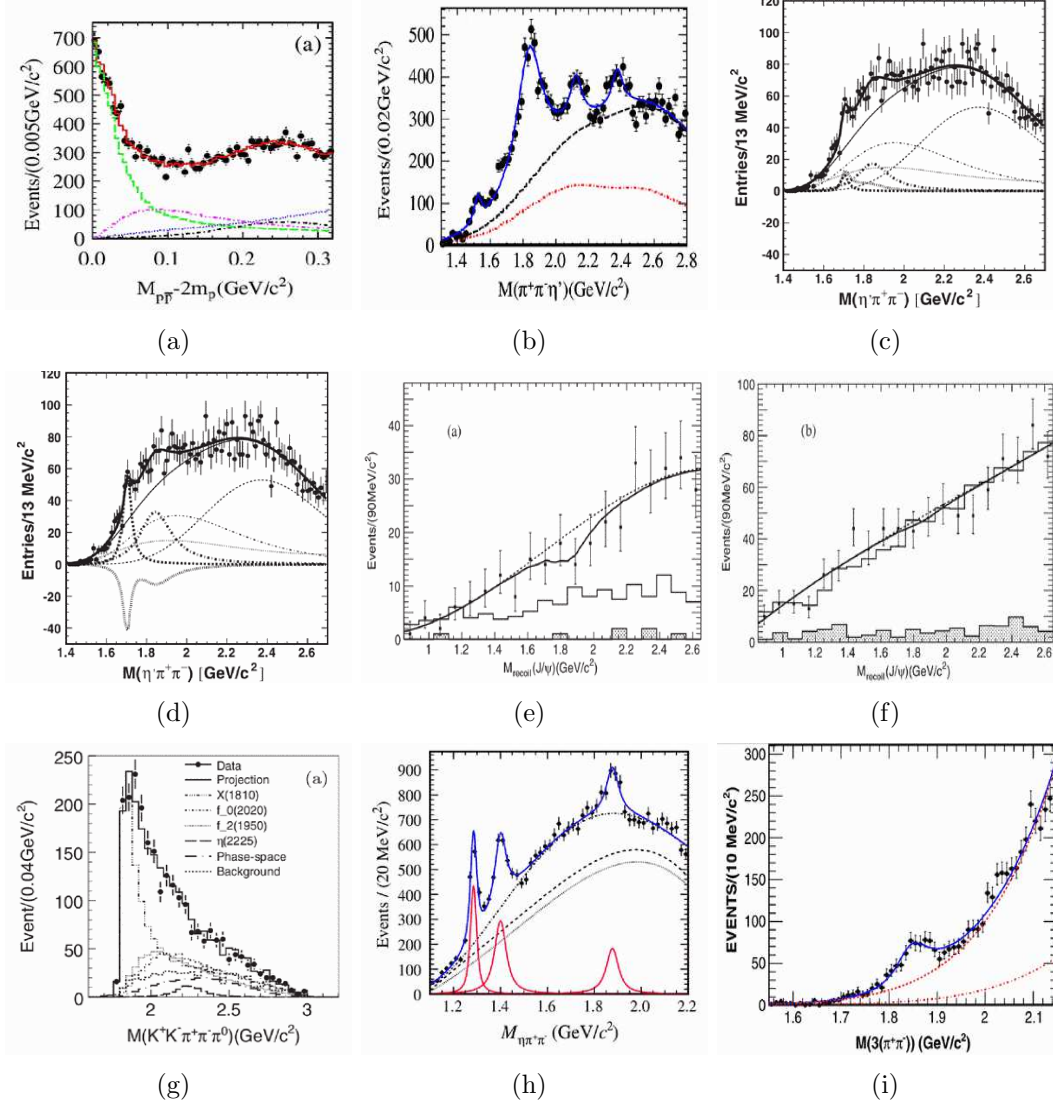 (a)
Events/(0.005GeV/c²)
700
600
500
400
300
200
100
0
0.0 0.1 0.2 0.3
M_pp̅-2m_p(GeV/c²)
(a)
Events/(0.02GeV/c²)
500
400
300
200
100
0
1.4 1.6 1.8 2.0 2.2 2.4 2.6 2.8
M(π⁺π⁻η')(GeV/c²)
(b)
Entries/13 MeV/c²
100
80
60
40
20
0
-20
-40
1.4 1.6 1.8 2 2.2 2.4 2.6
M(η'π⁺π⁻) [GeV/c²]
(c)
Entries/13 MeV/c²
120
100
80
60
40
20
0
-20
-40
1.4 1.6 1.8 2 2.2 2.4 2.6
M(η'π⁺π⁻) [GeV/c²]
(d)
(a)
Events/(90MeV/c²)
40
30
20
10
0
1 1.2 1.4 1.6 1.8 2 2.2 2.4 2.6
M_recoil(J/ψ)(GeV/c²)
(e)
(b)
Events/(90MeV/c²)
100
80
60
40
20
0
1 1.2 1.4 1.6 1.8 2 2.2 2.4 2.6
M_recoil(J/ψ)(GeV/c²)
(f)
(a)
Event/(0.04GeV/c²)
250
200
150
100
50
0
Data
Projection
X(1810)
f_0(2020)
f_2(1950)
η(2225)
Phase-space
Background
2 3
M(K⁺K⁻π⁺π⁻π⁰)(GeV/c²)
(g)
Events / (20 MeV/c²)
900
800
700
600
500
400
300
200
100
0
1.2 1.4 1.6 1.8 2.0 2.2
M_ηπ⁺π⁻(GeV/c²)
(h)
EVENTS/(10 MeV/c²)
300
250
200
150
100
50
0
1.6 1.7 1.8 1.9 2 2.1
M(3(π⁺π⁻)) (GeV/c²)
(i)